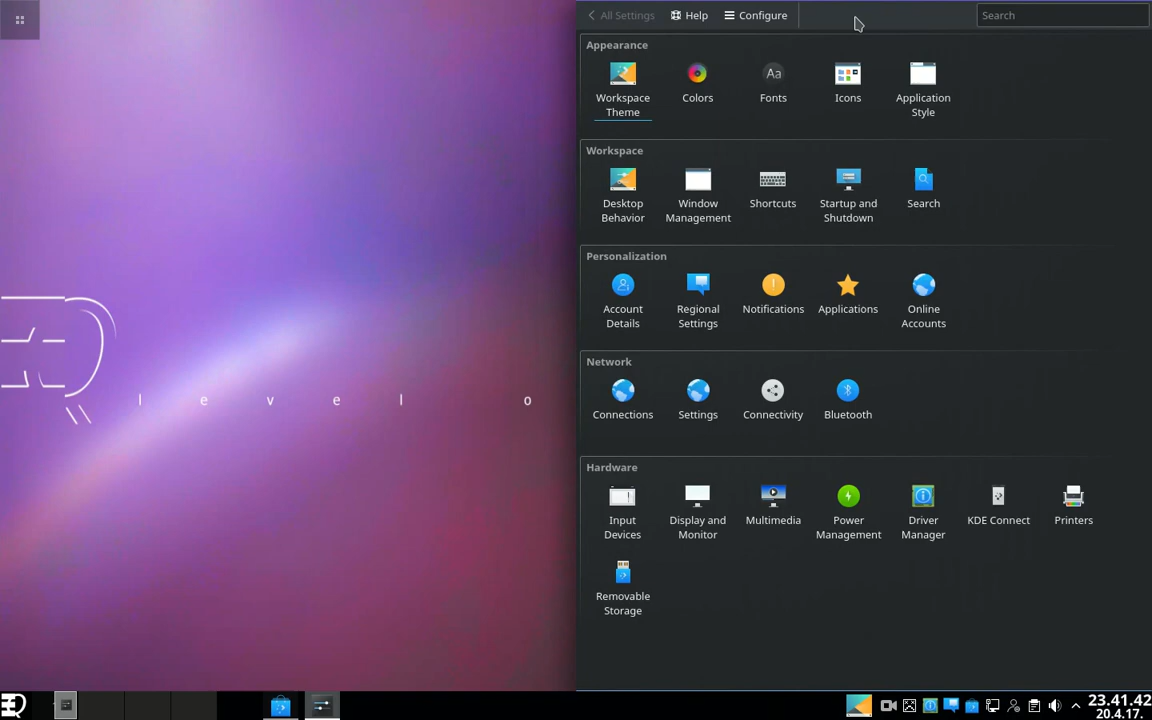 All Settings
Help
Configure
Search
Appearance
Workspace
Theme
Colors
Fonts
Icons
Application
Style
Workspace
Desktop
Behavior
Window
Management
Shortcuts
Startup and
Shutdown
Search
Personalization
Account
Details
Regional
Settings
Notifications
Applications
Online
Accounts
Network
Connections
Settings
Connectivity
Bluetooth
Hardware
Input
Devices
Display and
Monitor
Multimedia
Power
Management
Driver
Manager
KDE Connect
Printers
Removable
Storage
l e v e l o
23.41.42
20.4.17.